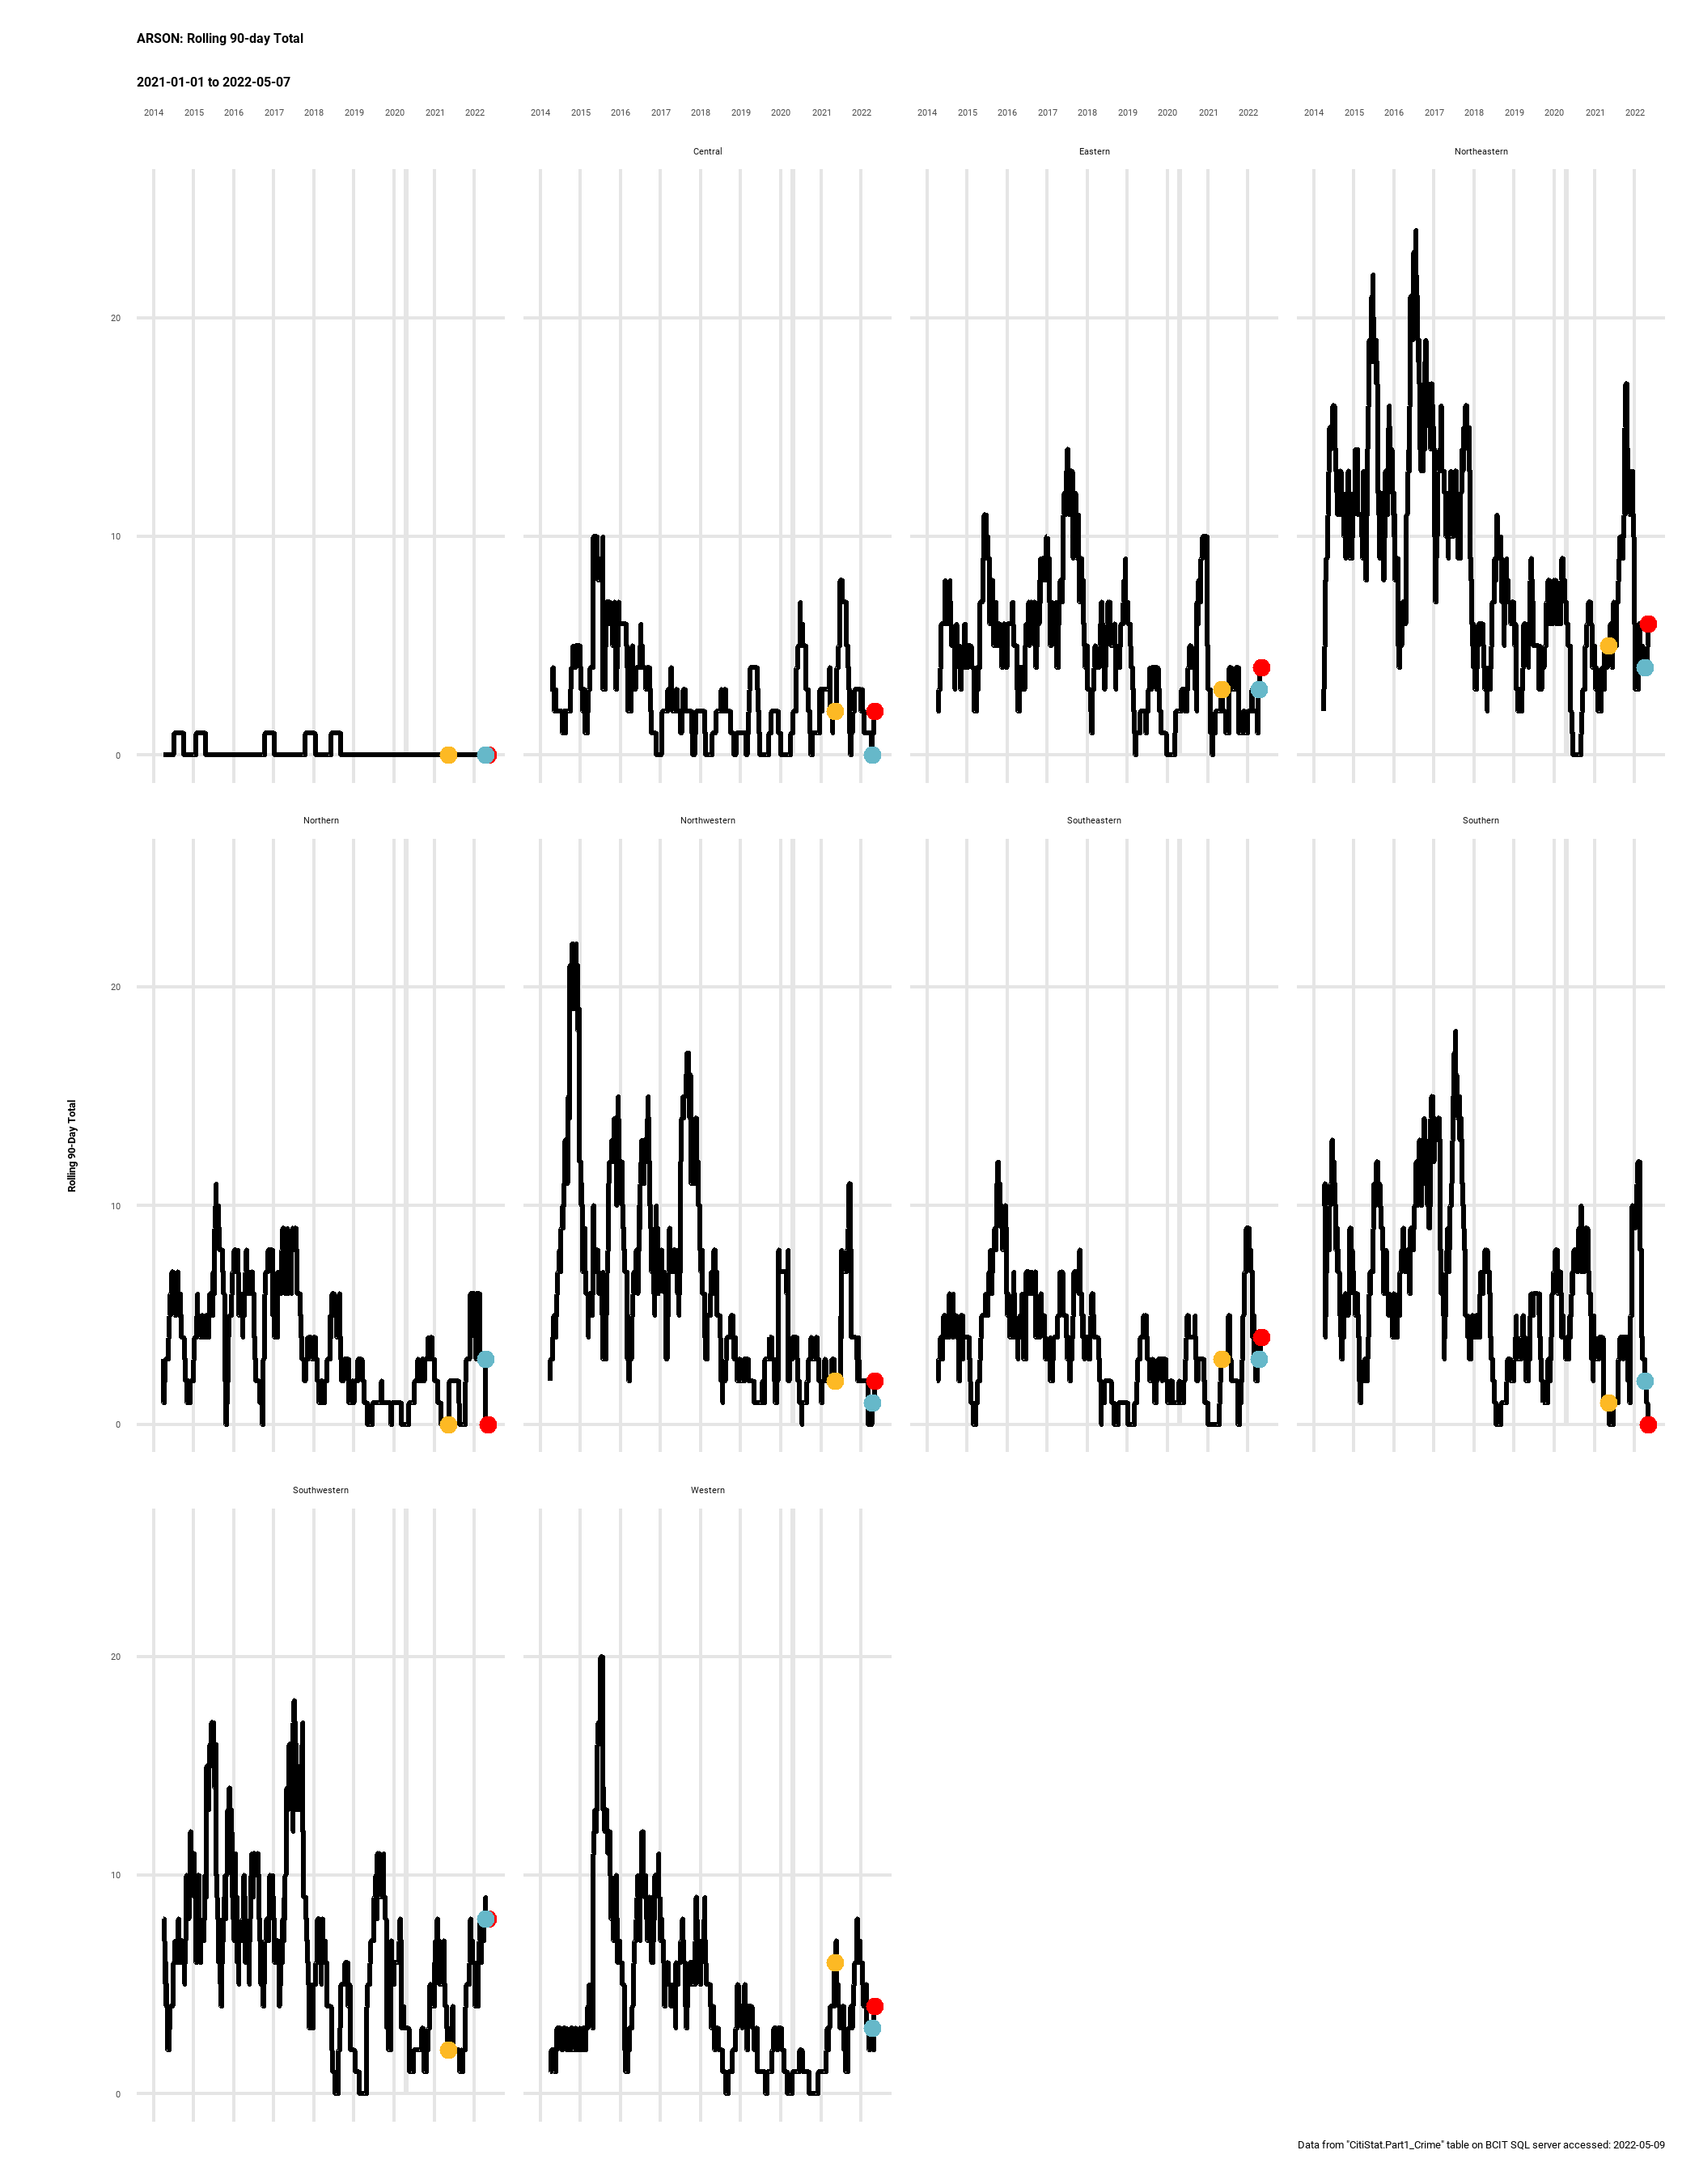 ARSON: Rolling 90-day Total
2021-01-01 to 2022-05-07
2014 2015 2016 2017 2018 2019 2020 2021 2022 2014 2015 2016 2017 2018 2019 2020 2021 2022 2014 2015 2016 2017 2018 2019 2020 2021 2022 2014 2015 2016 2017 2018 2019 2020 2021 2022
Central Eastern Northeastern
20
10
0
Northern Northwestern Southeastern Southern
20
Rolling 90-Day Total
10
0
Southwestern Western
20
10
0
Data from "CitiStat.Part1_Crime" table on BCIT SQL server accessed: 2022-05-09